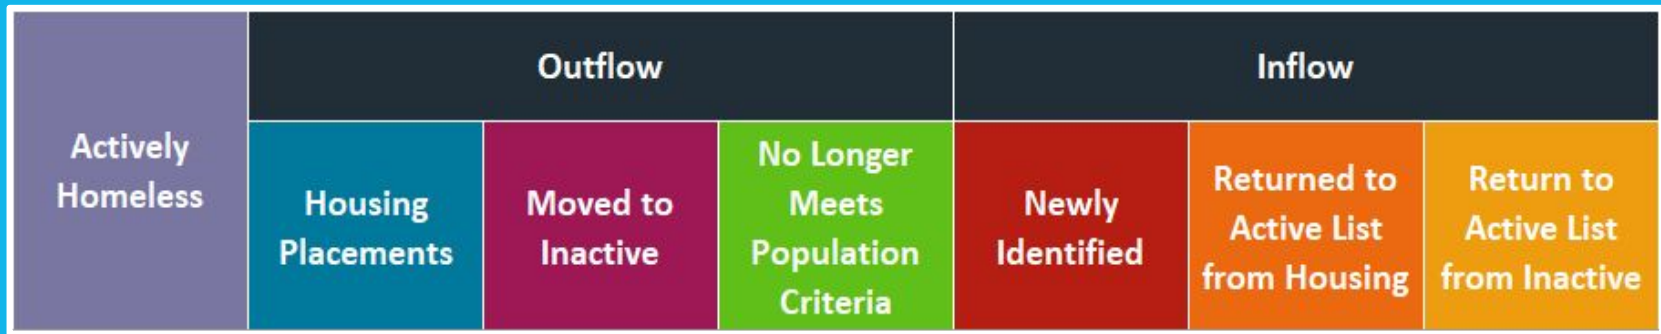 Actively
Homeless
Outflow
Inflow
Housing
Placements
Moved to
Inactive
No Longer
Meets
Population
Criteria
Newly
Identified
Returned to
Active List
from Housing
Return to
Active List
from Inactive